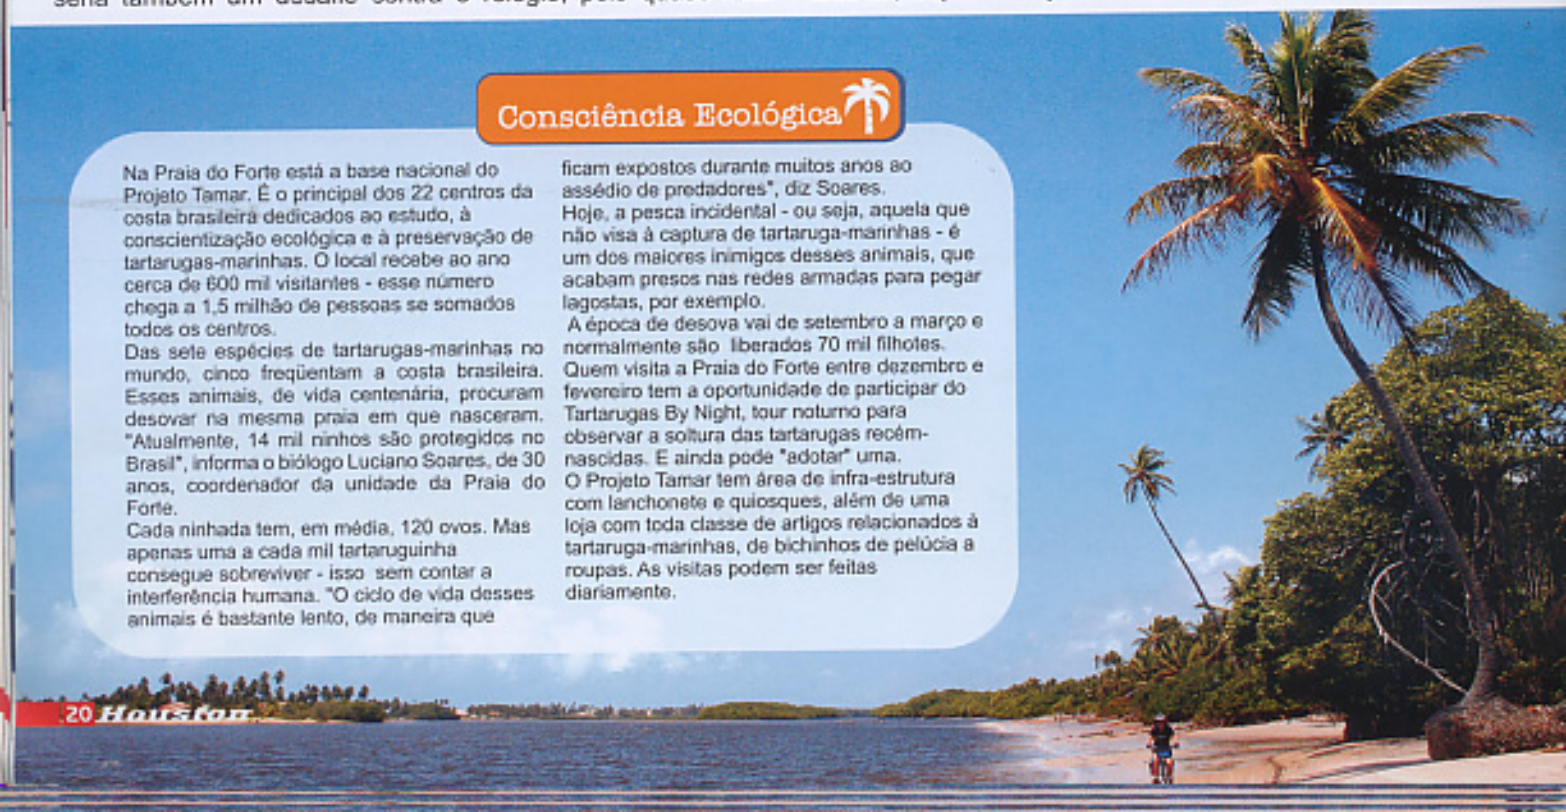 seria também um desafio contra o relógio, pois
Consciência Ecológica
Na Praia do Forte está a base nacional do
Projeto Tamar. É o principal dos 22 centros da
costa brasileira dedicados ao estudo, à
conscientização ecológica e à preservação de
tartarugas-marinhas. O local recebe ao ano
cerca de 600 mil visitantes - esse número
chega a 1,5 milhão de pessoas se somados
todos os centros.
Das sete espécies de tartarugas-marinhas no
mundo, cinco freqüentam a costa brasileira.
Esses animais, de vida centenária, procuram
desovar na mesma praia em que nasceram.
"Atualmente, 14 mil ninhos são protegidos no
Brasil", informa o biólogo Luciano Soares, de 30
anos, coordenador da unidade da Praia do
Forte.
Cada ninhada tem, em média, 120 ovos. Mas
apenas uma a cada mil tartaruguinha
consegue sobreviver - isso sem contar a
interferência humana. "O ciclo de vida desses
animais é bastante lento, de maneira que
ficam expostos durante muitos anos ao
assédio de predadores", diz Soares.
Hoje, a pesca incidental - ou seja, aquela que
não visa à captura de tartaruga-marinhas - é
um dos maiores inimigos desses animais, que
acabam presos nas redes armadas para pegar
lagostas, por exemplo.
A época de desova vai de setembro a março e
normalmente são liberados 70 mil filhotes.
Quem visita a Praia do Forte entre dezembro e
fevereiro tem a oportunidade de participar do
Tartarugas By Night, tour noturno para
observar a soltura das tartarugas recém-
nascidas. E ainda pode "adotar" uma.
O Projeto Tamar tem área de infra-estrutura
com lanchonete e quiosques, além de uma
loja com toda classe de artigos relacionados à
tartaruga-marinhas, de bichinhos de pelúcia a
roupas. As visitas podem ser feitas
diariamente.
20 Houston